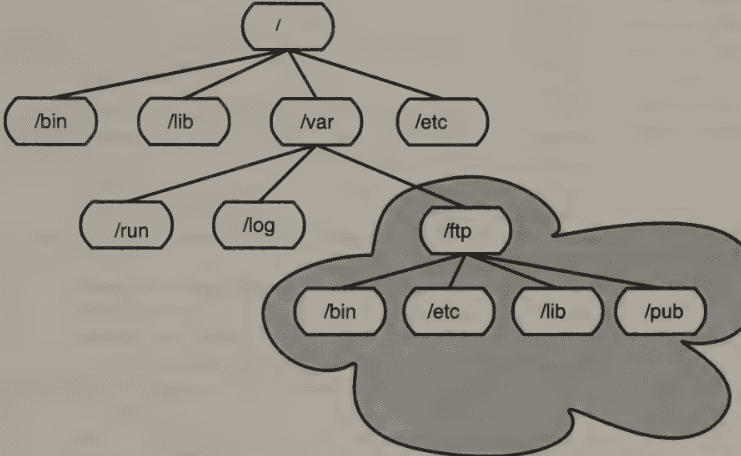 /
/bin
/lib
/var
/etc
/run
/log
/ftp
/bin
/etc
/lib
/pub